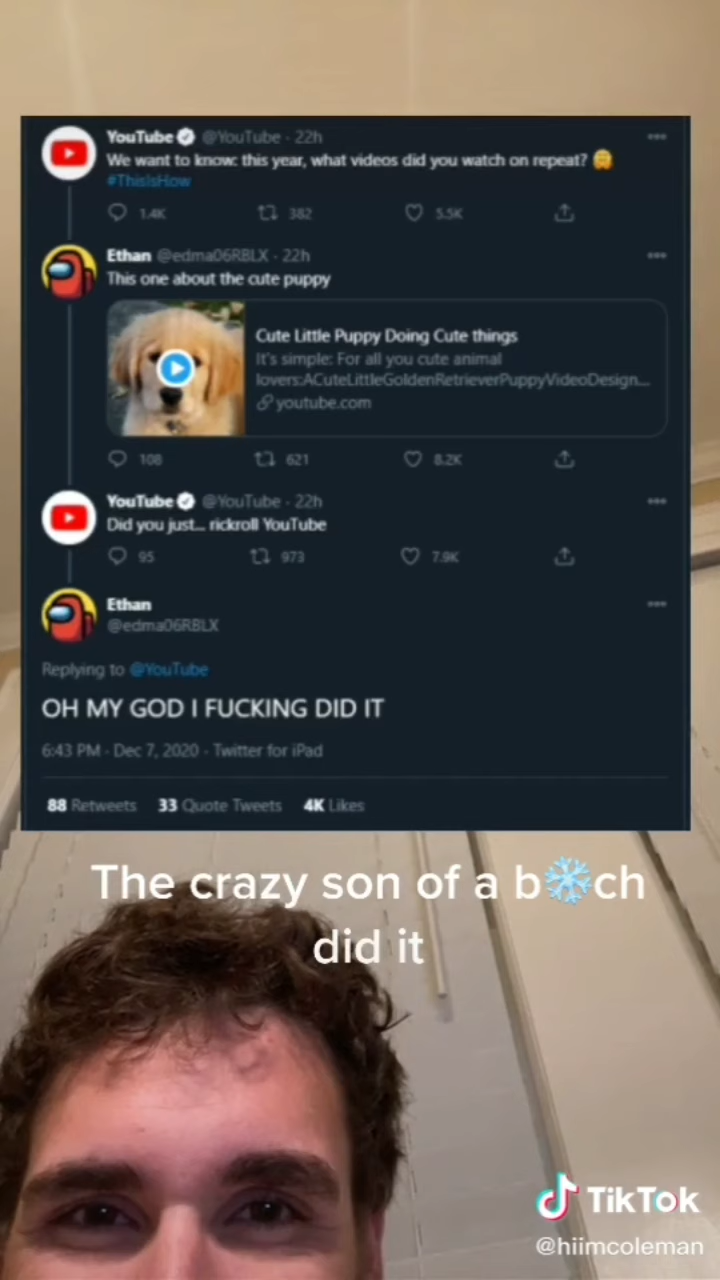 YouTube @YouTube · 22h
We want to know: this year, what videos did you watch on repeat?
#ThisIsHow
1.4K 382 5.5K
Ethan @edma06RBLX · 22h
This one about the cute puppy
Cute Little Puppy Doing Cute things
It's simple: For all you cute animal
lovers:ACuteLittleGoldenRetrieverPuppyVideoDesign...
youtube.com
108 621 8.2K
YouTube @YouTube · 22h
Did you just... rickroll YouTube
95 973 7.9K
Ethan
@edma06RBLX
Replying to @YouTube
OH MY GOD I FUCKING DID IT
6:43 PM · Dec 7, 2020 · Twitter for iPad
88 Retweets 33 Quote Tweets 4K Likes
The crazy son of a b❄️ch
did it
TikTok
@hiimcoleman